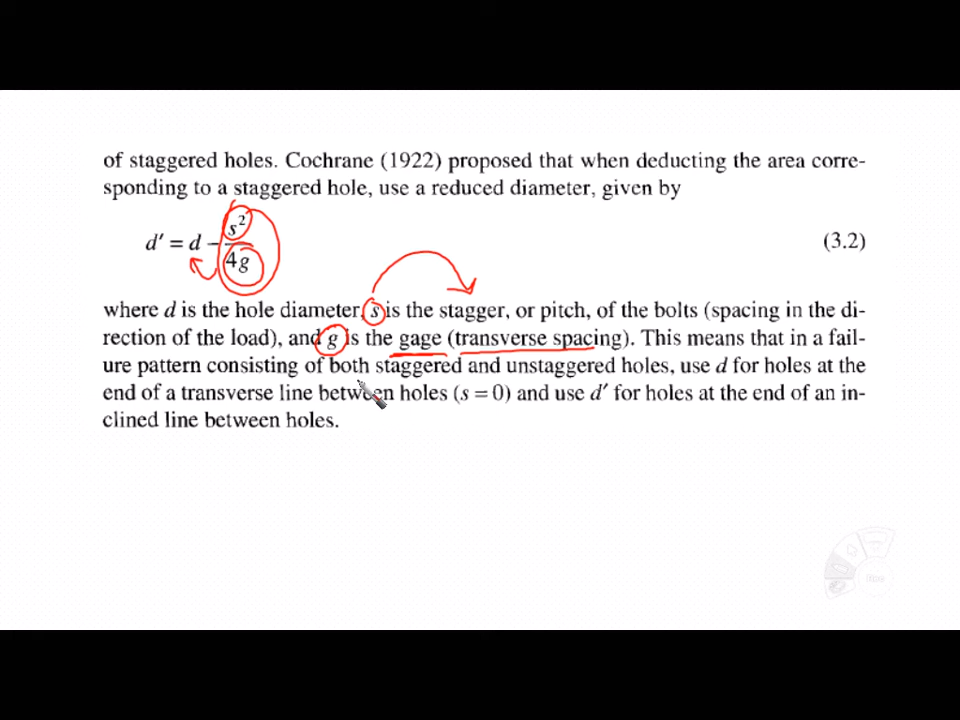 of staggered holes. Cochrane (1922) proposed that when deducting the area corre-
sponding to a staggered hole, use a reduced diameter, given by
d′ = d − s²/4g (3.2)
where d is the hole diameter, s is the stagger, or pitch, of the bolts (spacing in the di-
rection of the load), and g is the gage (transverse spacing). This means that in a fail-
ure pattern consisting of both staggered and unstaggered holes, use d for holes at the
end of a transverse line between holes (s = 0) and use d′ for holes at the end of an in-
clined line between holes.